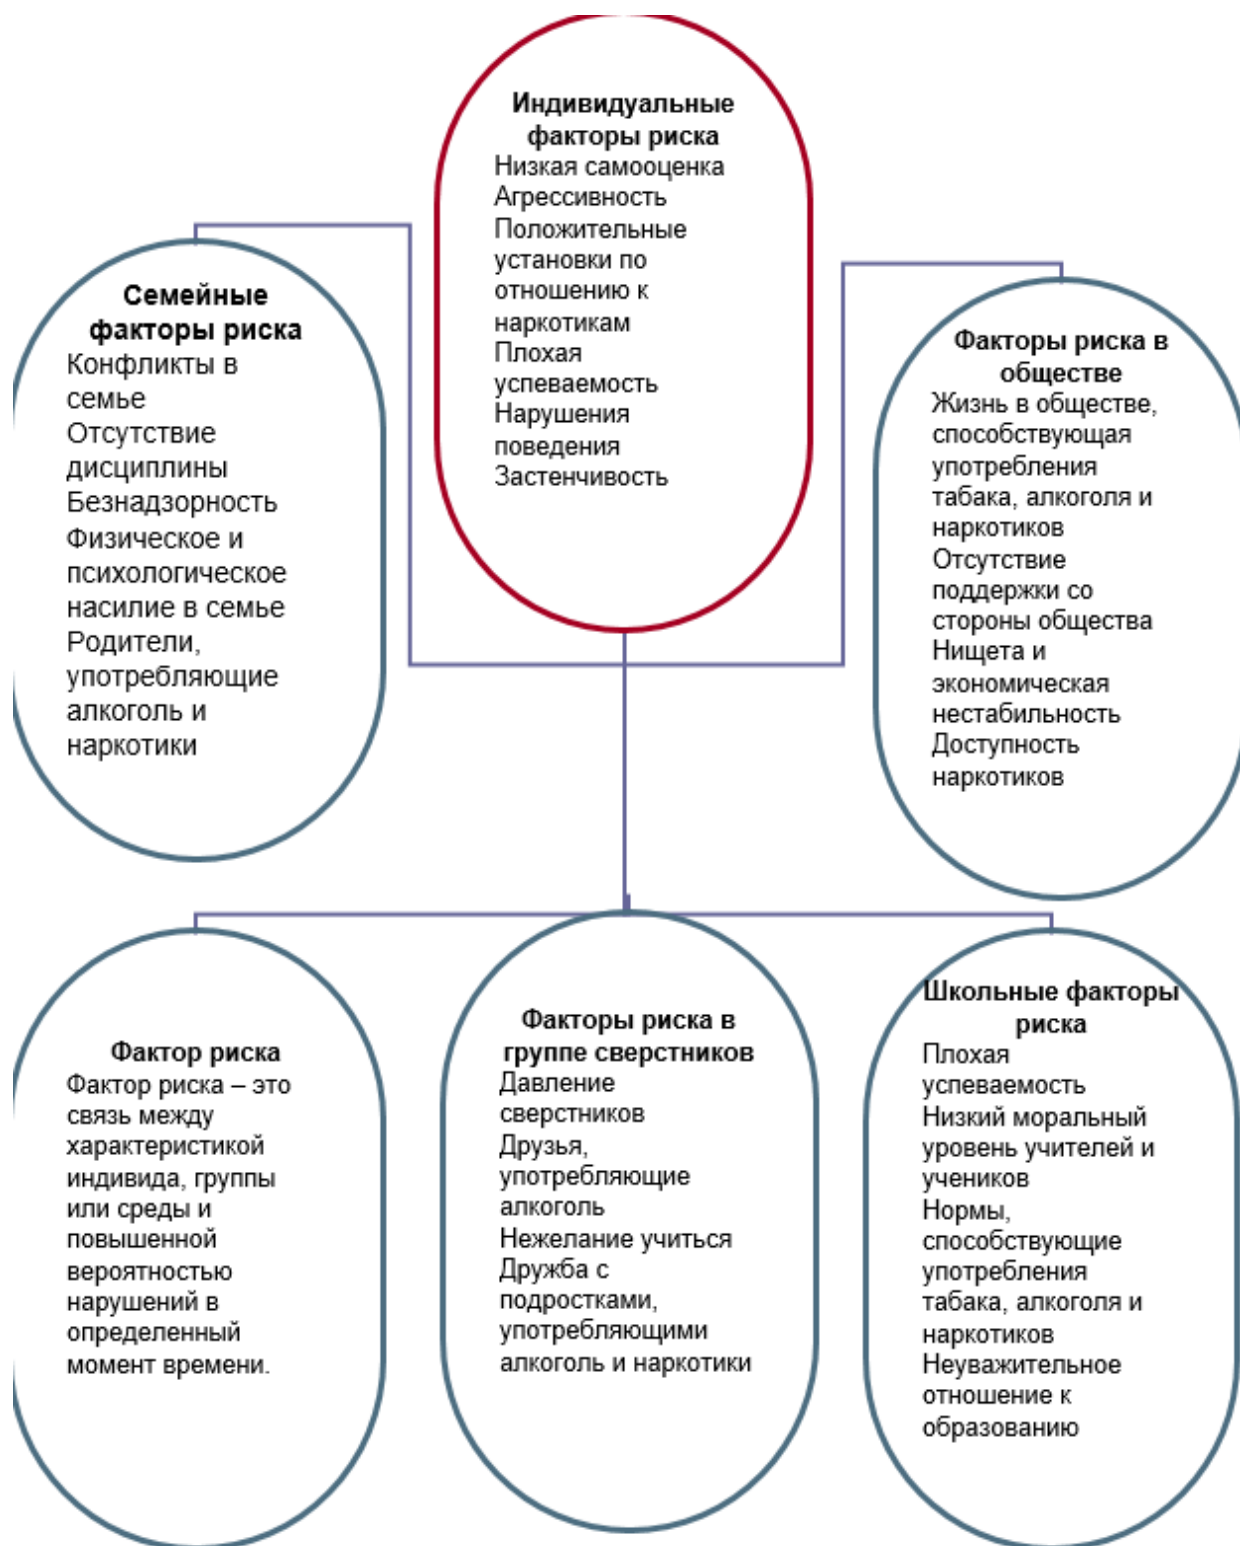 Индивидуальные
факторы риска
Низкая самооценка
Агрессивность
Положительные
установки по
отношению к
наркотикам
Плохая
успеваемость
Нарушения
поведения
Застенчивость
Семейные
факторы риска
Конфликты в
семье
Отсутствие
дисциплины
Безнадзорность
Физическое и
психологическое
насилие в семье
Родители,
употребляющие
алкоголь и
наркотики
Факторы риска в
обществе
Жизнь в обществе,
способствующая
употребления
табака, алкоголя и
наркотиков
Отсутствие
поддержки со
стороны общества
Нищета и
экономическая
нестабильность
Доступность
наркотиков
Фактор риска
Фактор риска – это
связь между
характеристикой
индивида, группы
или среды и
повышенной
вероятностью
нарушений в
определенный
момент времени.
Факторы риска в
группе сверстников
Давление
сверстников
Друзья,
употребляющие
алкоголь
Нежелание учиться
Дружба с
подростками,
употребляющими
алкоголь и наркотики
Школьные факторы
риска
Плохая
успеваемость
Низкий моральный
уровень учителей и
учеников
Нормы,
способствующие
употребления
табака, алкоголя и
наркотиков
Неуважительное
отношение к
образованию